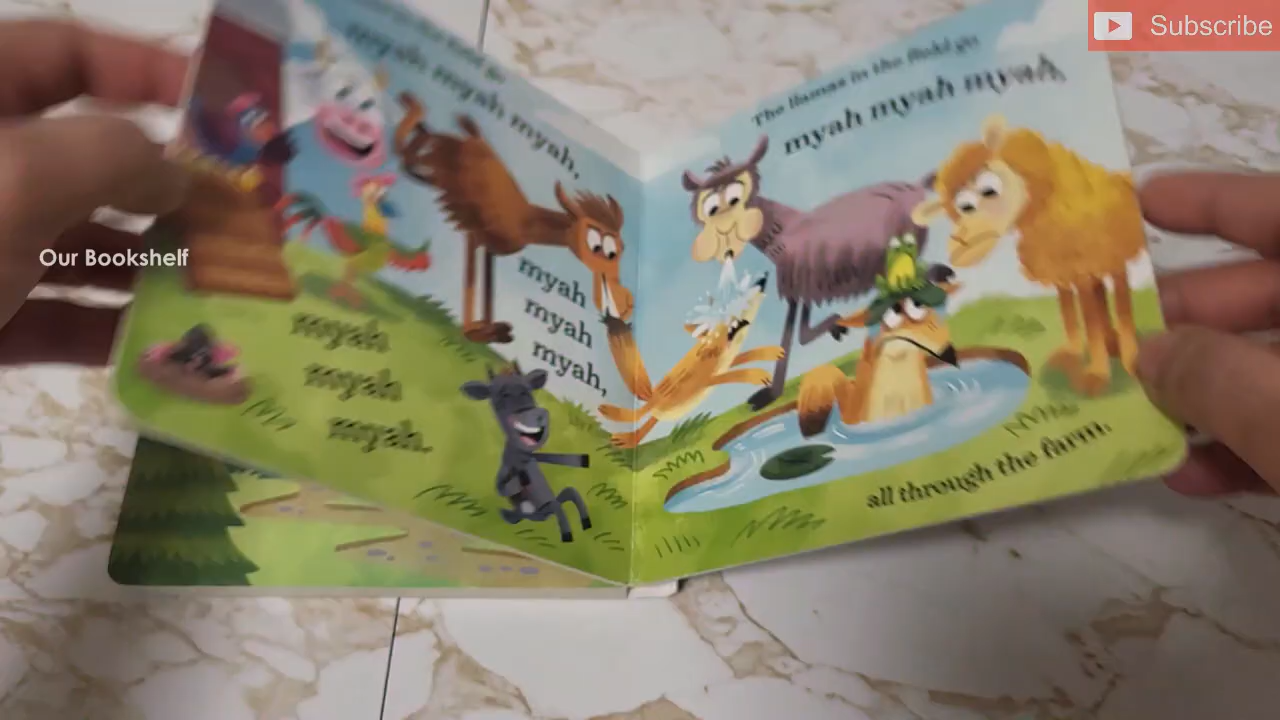 Subscribe
Our Bookshelf
myah myah myah,
myah
myah
myah,
myah
myah
myah.
The llamas in the field go
myah myah myah,
all through the farm.